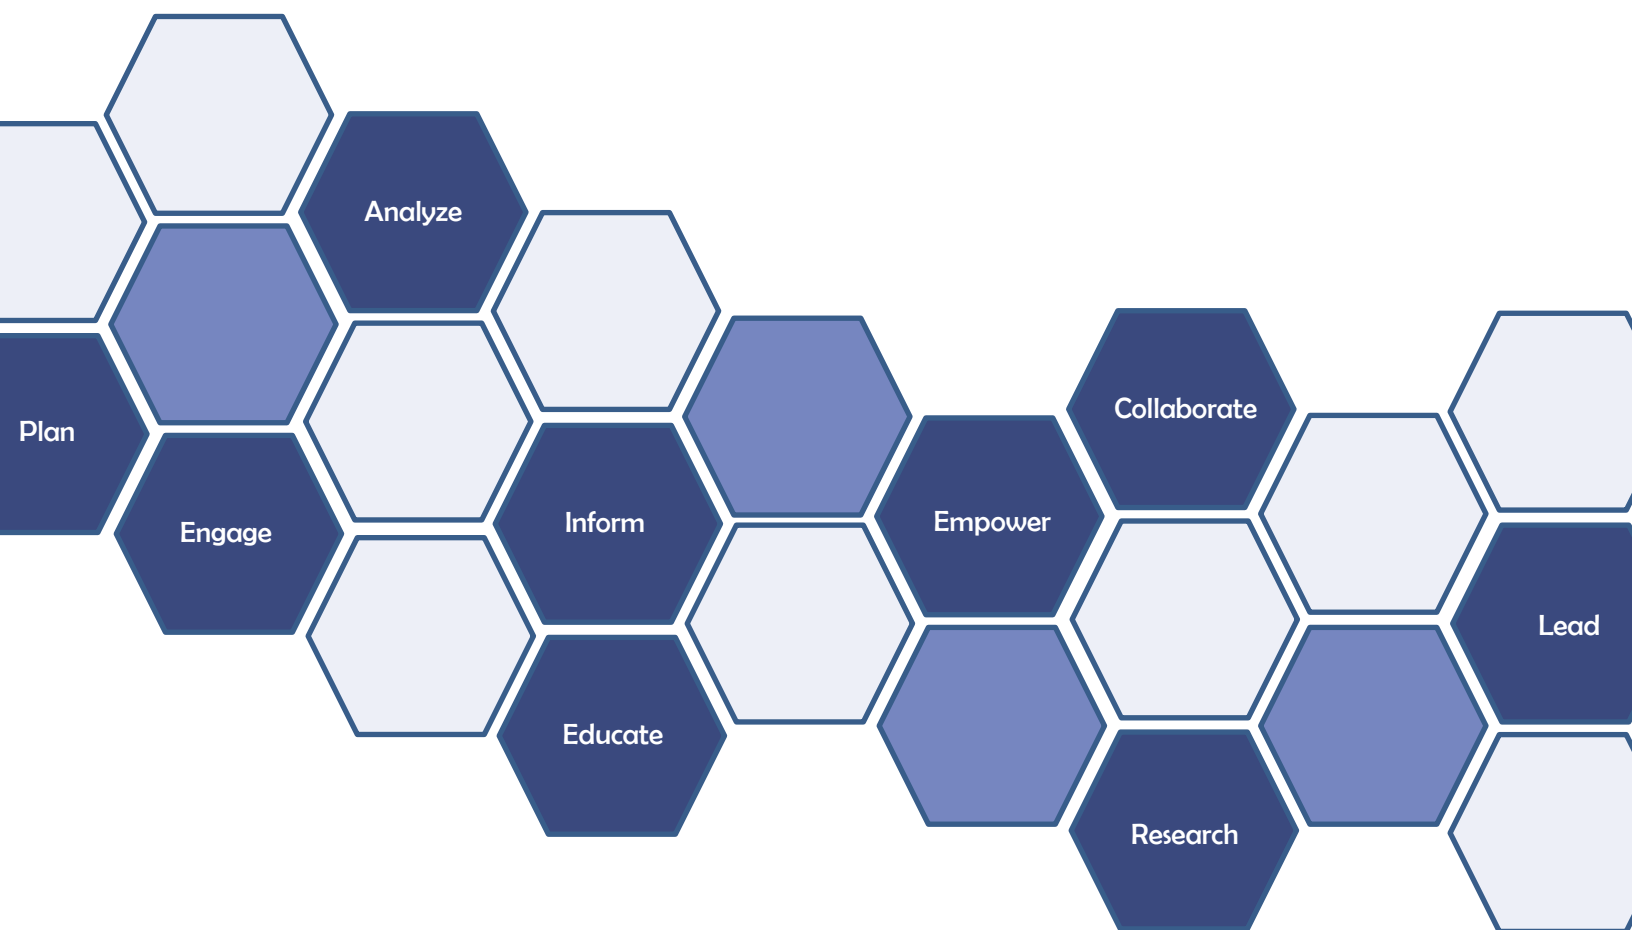 Analyze
Plan
Engage
Inform
Educate
Empower
Collaborate
Research
Lead